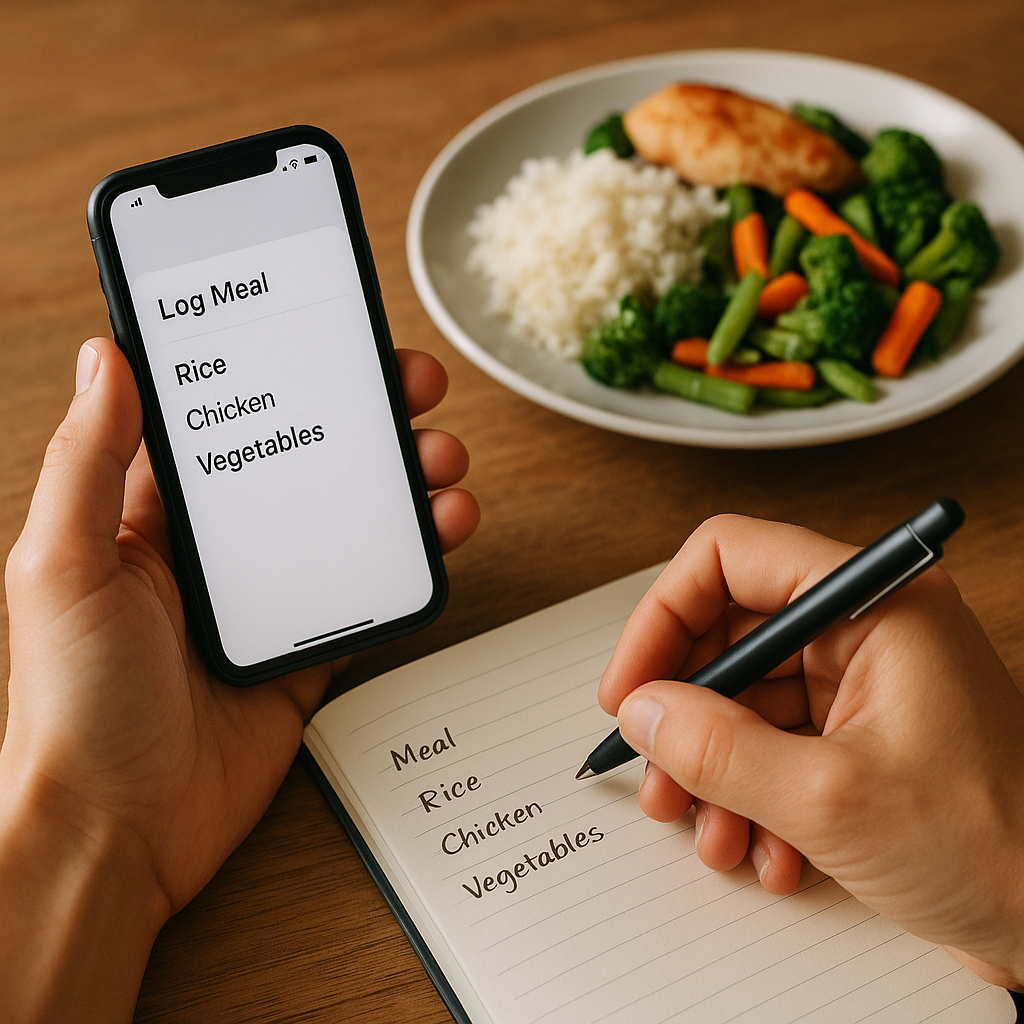 Log Meal
Rice
Chicken
Vegetables
Meal
Rice
Chicken
Vegetables